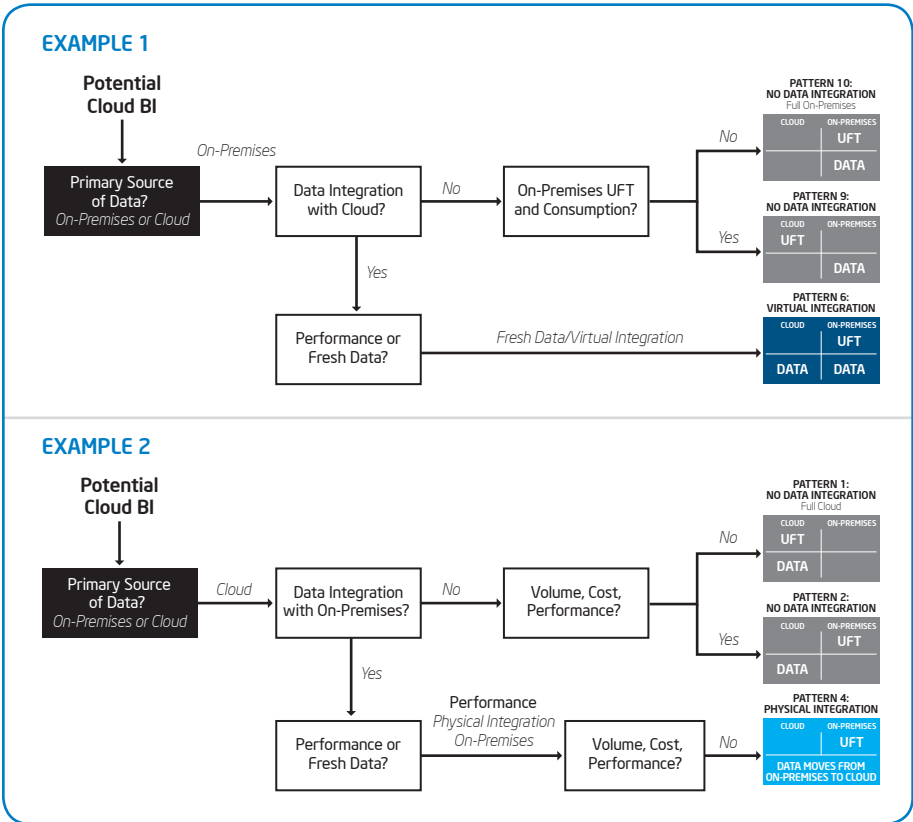 EXAMPLE 1
Potential
Cloud BI
Primary Source
of Data?
On-Premises or Cloud
On-Premises
Data Integration
with Cloud?
No
On-Premises UFT
and Consumption?
No
PATTERN 10:
NO DATA INTEGRATION
Full On-Premises
CLOUD ON-PREMISES
UFT
DATA
Yes
PATTERN 9:
NO DATA INTEGRATION
CLOUD ON-PREMISES
UFT
DATA
Yes
Performance or
Fresh Data?
Fresh Data/Virtual Integration
PATTERN 6:
VIRTUAL INTEGRATION
CLOUD ON-PREMISES
UFT
DATA DATA
EXAMPLE 2
Potential
Cloud BI
Primary Source
of Data?
On-Premises or Cloud
Cloud
Data Integration
with On-Premises?
No
Volume, Cost,
Performance?
No
PATTERN 1:
NO DATA INTEGRATION
Full Cloud
CLOUD ON-PREMISES
UFT
DATA
Yes
PATTERN 2:
NO DATA INTEGRATION
CLOUD ON-PREMISES
UFT
DATA
Yes
Performance or
Fresh Data?
Performance
Physical Integration
On-Premises
Volume, Cost,
Performance?
No
PATTERN 4:
PHYSICAL INTEGRATION
CLOUD ON-PREMISES
UFT
DATA MOVES FROM
ON-PREMISES TO CLOUD